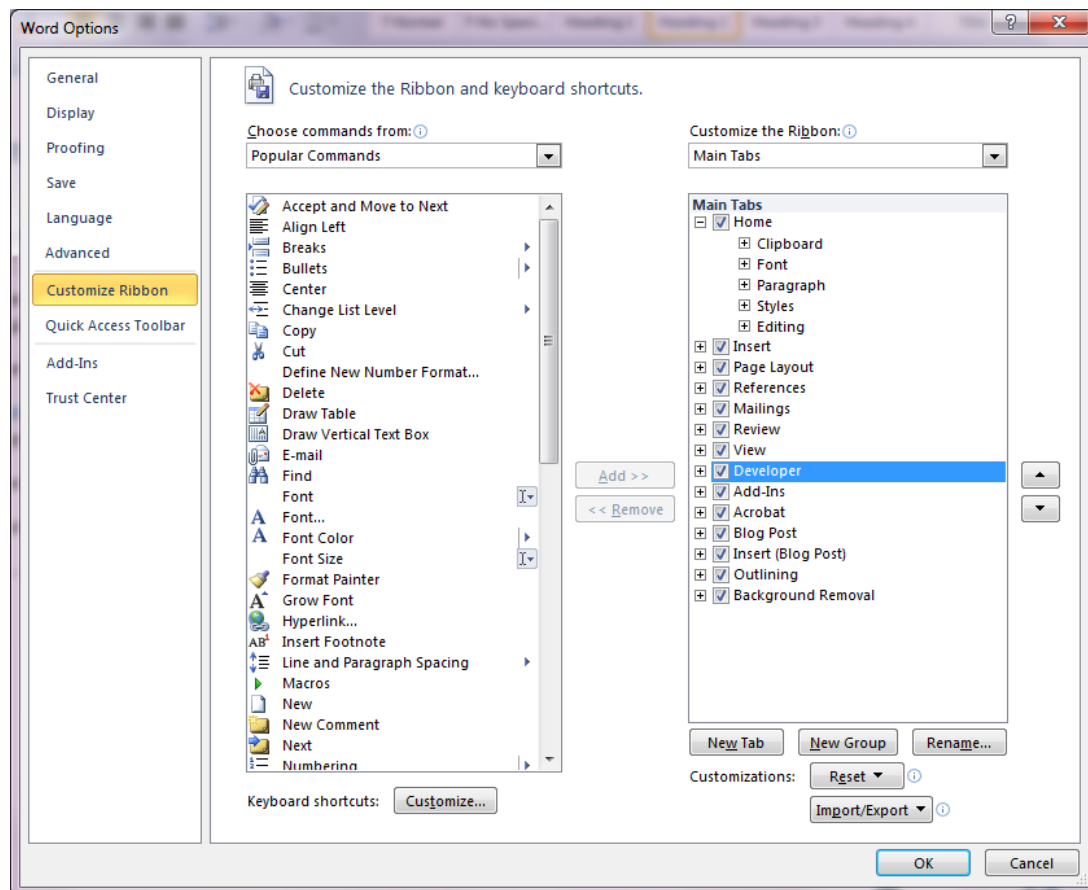 Word Options
General
Display
Proofing
Save
Language
Advanced
Customize Ribbon
Quick Access Toolbar
Add-Ins
Trust Center
Customize the Ribbon and keyboard shortcuts.
Choose commands from:
Popular Commands
Accept and Move to Next
Align Left
Breaks
Bullets
Center
Change List Level
Copy
Cut
Define New Number Format...
Delete
Draw Table
Draw Vertical Text Box
E-mail
Find
Font
Font...
Font Color
Font Size
Format Painter
Grow Font
Hyperlink...
Insert Footnote
Line and Paragraph Spacing
Macros
New
New Comment
Next
Numbering
Keyboard shortcuts: Customize...
Add >>
<< Remove
Customize the Ribbon:
Main Tabs
Main Tabs
Home
Clipboard
Font
Paragraph
Styles
Editing
Insert
Page Layout
References
Mailings
Review
View
Developer
Add-Ins
Acrobat
Blog Post
Insert (Blog Post)
Outlining
Background Removal
New Tab New Group Rename...
Customizations: Reset
Import/Export
OK Cancel